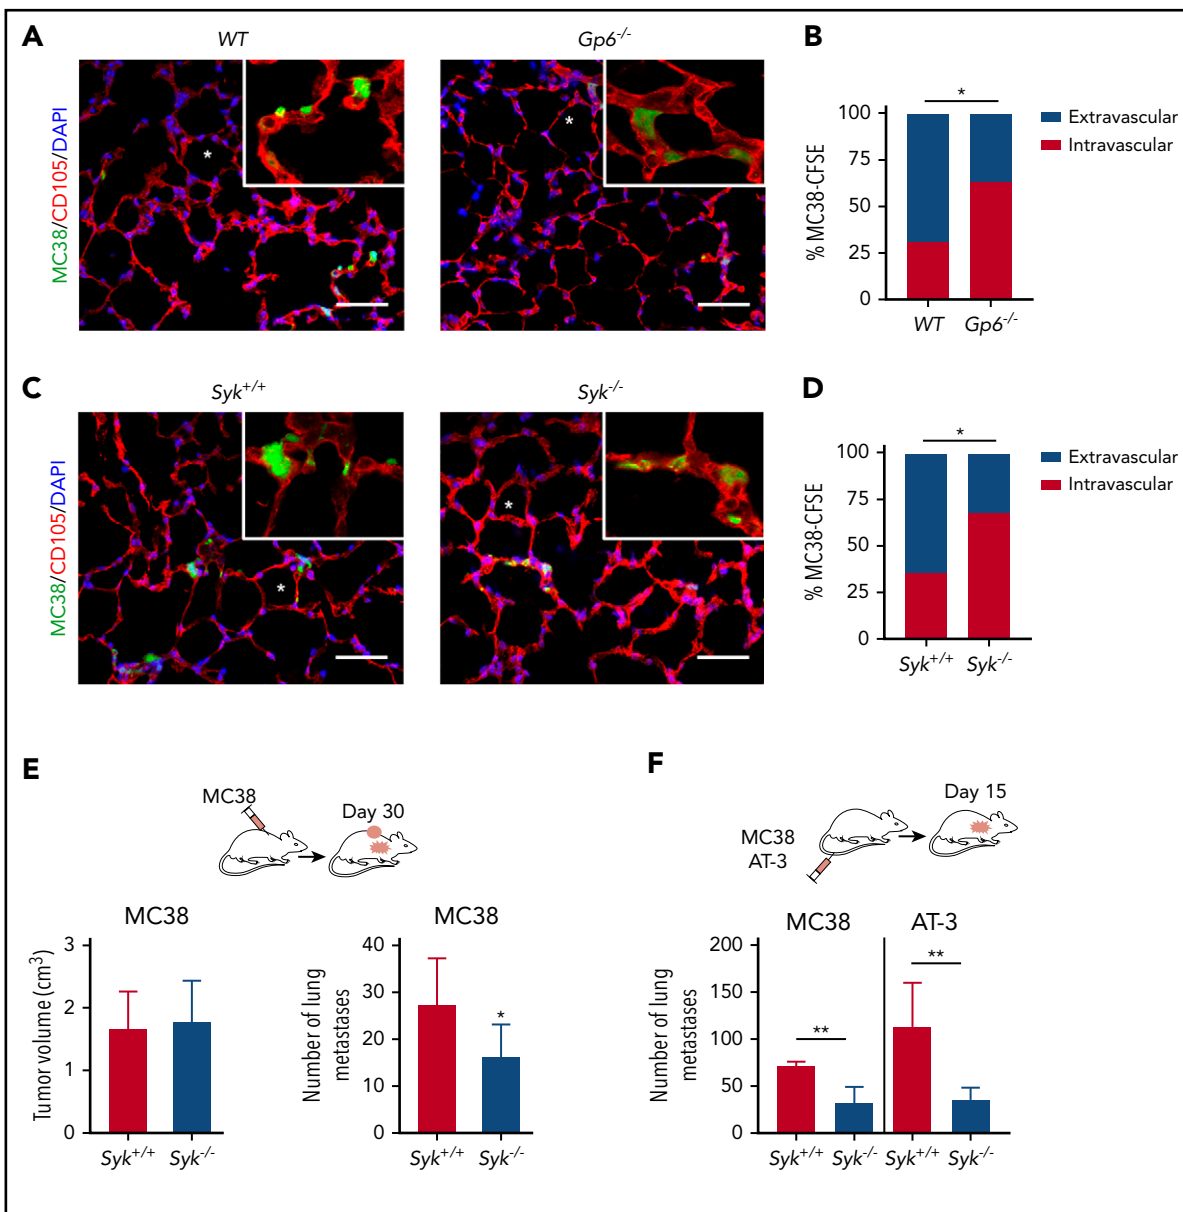 A
WT
Gp6-/-
MC38/CD105/DAPI
*
*
B
*
Extravascular
Intravascular
% MC38-CFSE
100
75
50
25
0
WT Gp6-/-
C
Syk+/+
Syk-/-
MC38/CD105/DAPI
*
*
D
*
Extravascular
Intravascular
% MC38-CFSE
100
75
50
25
0
Syk+/+ Syk-/-
E
MC38
Day 30
MC38
Tumor volume (cm3)
3
2
1
0
Syk+/+ Syk-/-
MC38
Number of lung
metastases
40
30
20
10
0
*
Syk+/+ Syk-/-
F
MC38
AT-3
Day 15
MC38
AT-3
Number of lung
metastases
200
150
100
50
0
**
**
Syk+/+ Syk-/- Syk+/+ Syk-/-